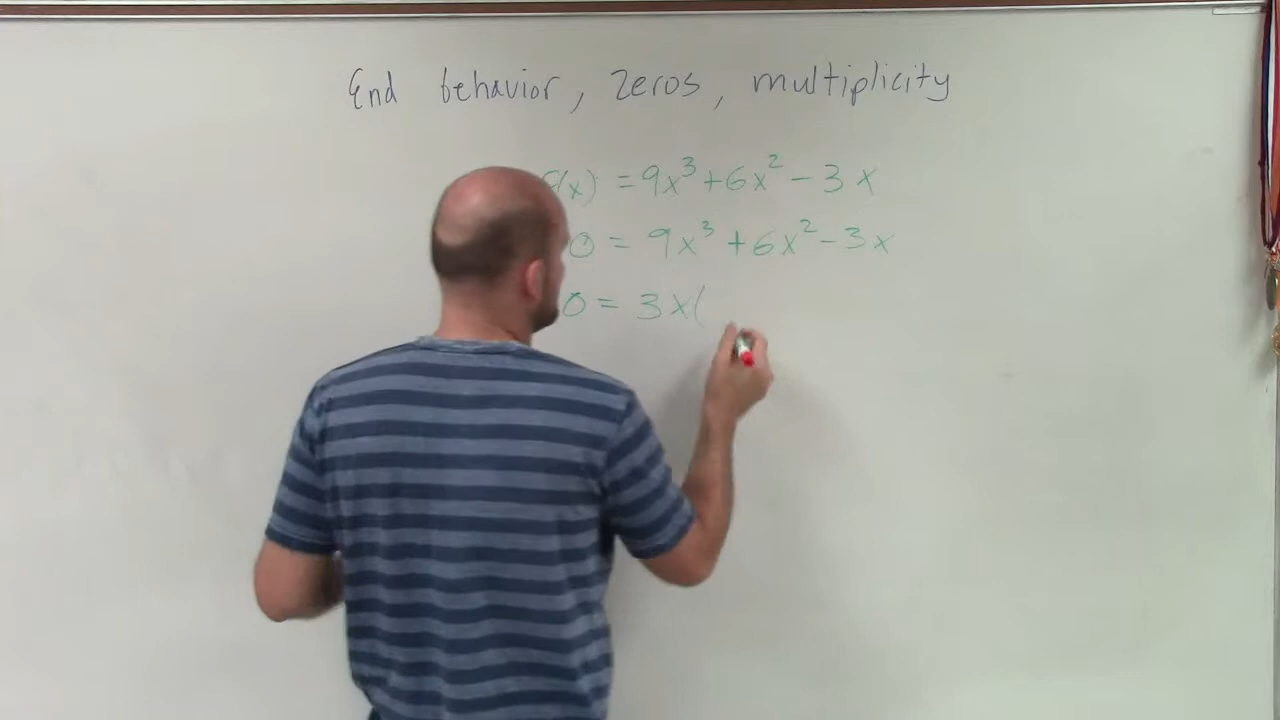 End behavior, zeros, multiplicity
f(x) = 9x³+6x²-3x
0 = 9x³+6x²-3x
0 = 3x(